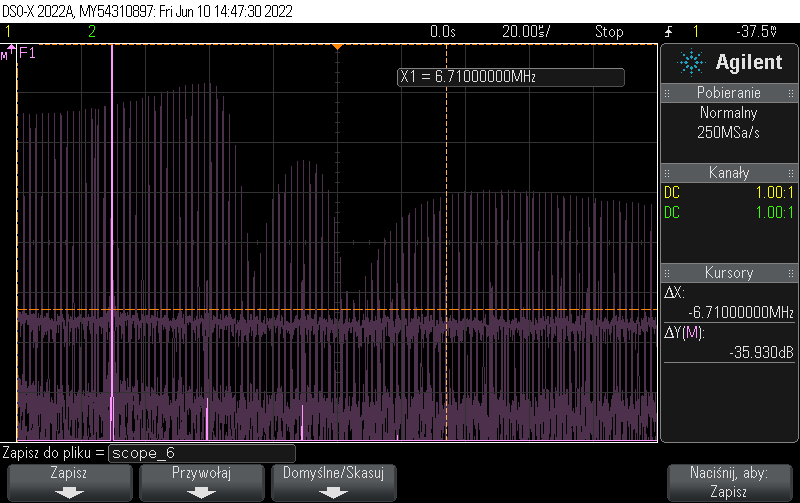 DSO-X 2022A, MY54310897: Fri Jun 10 14:47:30 2022
1 2 0.0s 20.00s/ Stop 1 -37.5V
M F1
X1 = 6.71000000MHz
Agilent
Pobieranie
Normalny
250MSa/s
Kanały
DC 1.00:1
DC 1.00:1
Kursory
ΔX:
-6.71000000MHz
ΔY(M):
-35.930dB
Zapisz do pliku = scope_6
Zapisz Przywołaj Domyślne/Skasuj Naciśnij, aby:
Zapisz